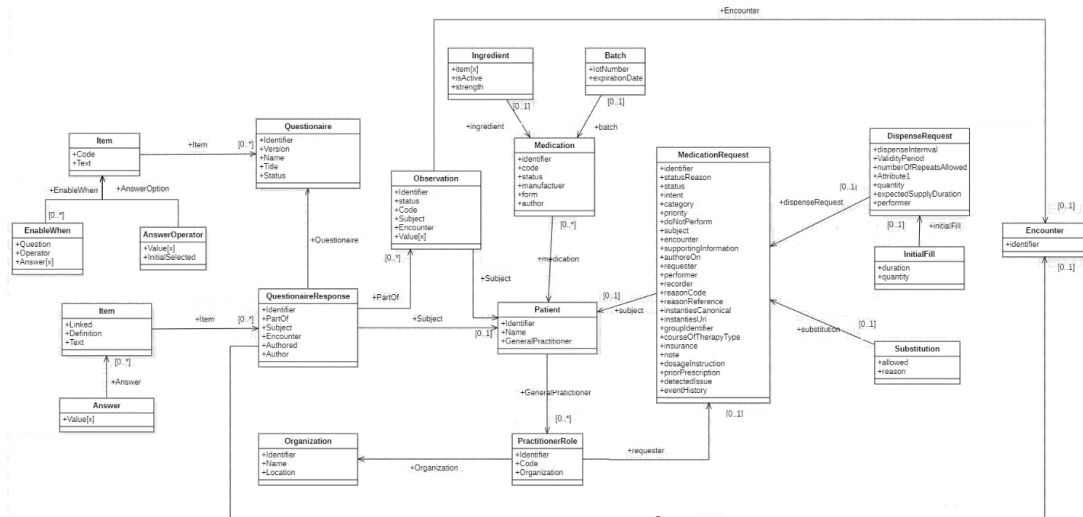 +Encounter
Ingredient
+item[x]
+isActive
+strength
[0..1]
+ingredient
Batch
+lotNumber
+expirationDate
[0..1]
+batch
Item
+Code
+Text
+Item
[0..*]
Questionaire
+Identifier
+Version
+Name
+Title
+Status
+EnableWhen
+AnswerOption
[0..*]
EnableWhen
+Question
+Operator
+Answer[x]
AnswerOperator
+Value[x]
+InitialSelected
+Questionaire
Observation
+Identifier
+status
+Code
+Subject
+Encounter
+Value[x]
[0..*]
+PartOf
+Subject
Medication
+identifier
+code
+status
+manufactuer
+form
+author
[0..*]
+medication
MedicationRequest
+identifier
+statusReason
+status
+intent
+category
+priority
+doNotPerform
+subject
+encounter
+supportingInformation
+authoreOn
+requester
+performer
+recorder
+reasonCode
+reasonReference
+instantiesCanonical
+instantiesUri
+groupIdentifier
+courseOfTherapyType
+insurance
+note
+dosageInstruction
+priorPrescription
+detectedIssue
+eventHistory
[0..1]
DispenseRequest
+dispenseInternval
+ValidityPeriod
+numberOfRepeatsAllowed
+Attribute1
+quantity
+expectedSupplyDuration
+performer
[0..1]
+dispenseRequest
[0..1]
+initialFill
InitialFill
+duration
+quantity
[0..1]
Encounter
+identifier
[0..1]
+substitution
[0..1]
Substitution
+allowed
+reason
Item
+Linked
+Definition
+Text
+Item
[0..*]
[0..*]
+Answer
Answer
+Value[x]
QuestionaireResponse
+Identifier
+PartOf
+Subject
+Encounter
+Authored
+Author
+Subject
[0..1]
Patient
+Identifier
+Name
+GeneralPractitioner
[0..1]
+subject
+GeneralPratictioner
[0..*]
Organization
+Identifier
+Name
+Location
+Organization
PractitionerRole
+Identifier
+Code
+Organization
+requester